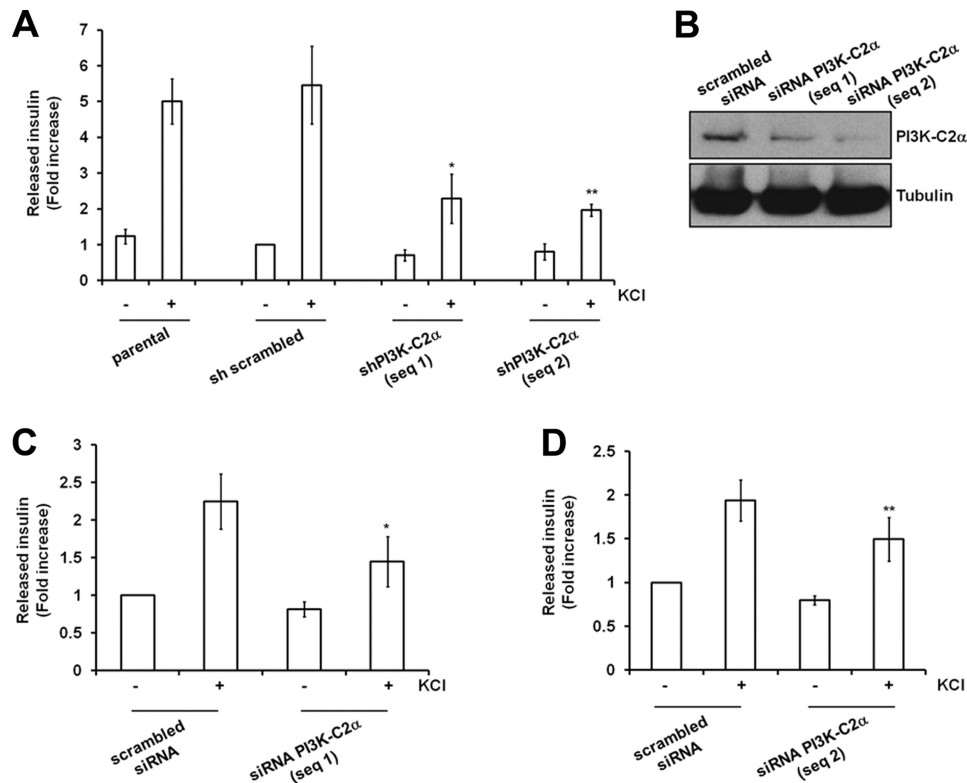 A
Released insulin
(Fold increase)
7
6
5
4
3
2
1
0
*
**
- + - + - + - + KCl
parental
sh scrambled
shPI3K-C2α
(seq 1)
shPI3K-C2α
(seq 2)
B
scrambled
siRNA
siRNA PI3K-C2α
(seq 1)
siRNA PI3K-C2α
(seq 2)
PI3K-C2α
Tubulin
C
Released insulin
(Fold increase)
3
2.5
2
1.5
1
0.5
0
*
- + - + KCl
scrambled
siRNA
siRNA PI3K-C2α
(seq 1)
D
Released insulin
(Fold increase)
2.5
2
1.5
1
0.5
0
**
- + - + KCl
scrambled
siRNA
siRNA PI3K-C2α
(seq 2)